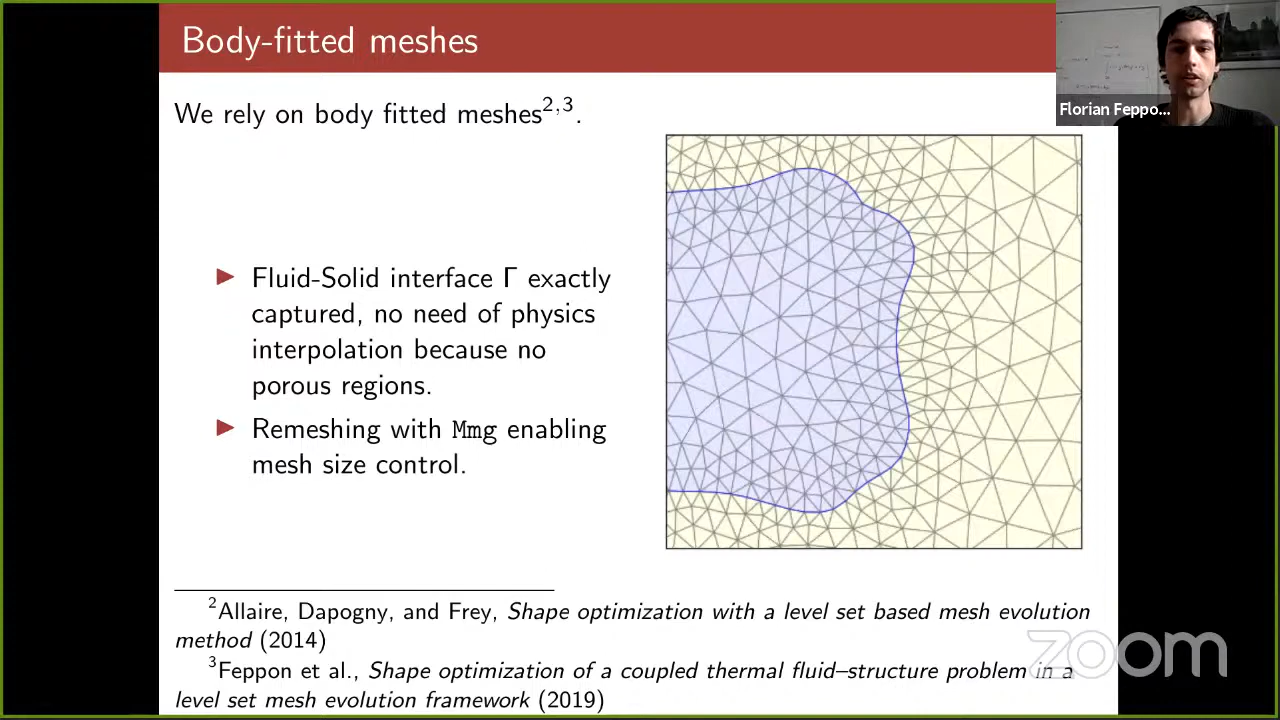 Body-fitted meshes
Florian Feppo...
We rely on body fitted meshes2,3.
▶ Fluid-Solid interface Γ exactly
captured, no need of physics
interpolation because no
porous regions.
▶ Remeshing with Mmg enabling
mesh size control.
2Allaire, Dapogny, and Frey, Shape optimization with a level set based mesh evolution
method (2014)
3Feppon et al., Shape optimization of a coupled thermal fluid–structure problem in a
level set mesh evolution framework (2019)
zoom